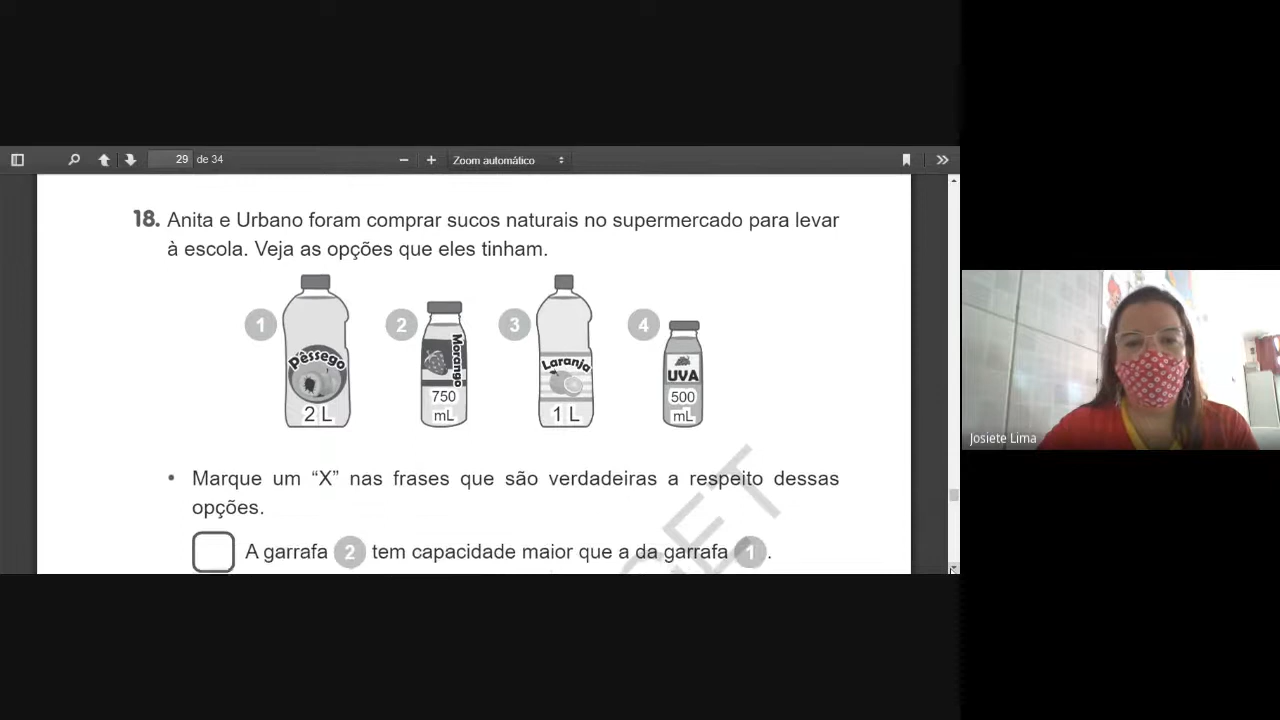 29 de 34
Zoom automático
18. Anita e Urbano foram comprar sucos naturais no supermercado para levar
à escola. Veja as opções que eles tinham.
1
Pêssego
2 L
2
Morango
750
mL
3
Laranja
1 L
4
UVA
500
mL
• Marque um “X” nas frases que são verdadeiras a respeito dessas
opções.
A garrafa 2 tem capacidade maior que a da garrafa 1.
Josiete Lima